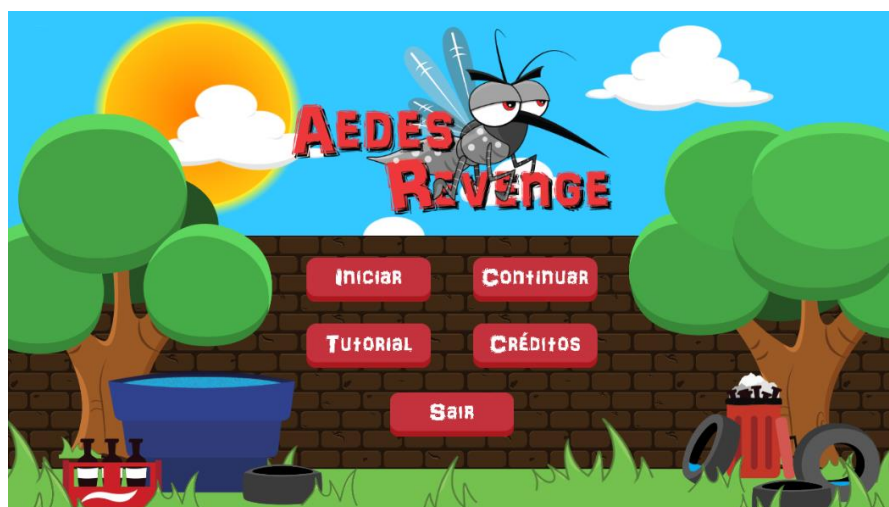 Aedes
Revenge
Iniciar
Continuar
Tutorial
Créditos
Sair